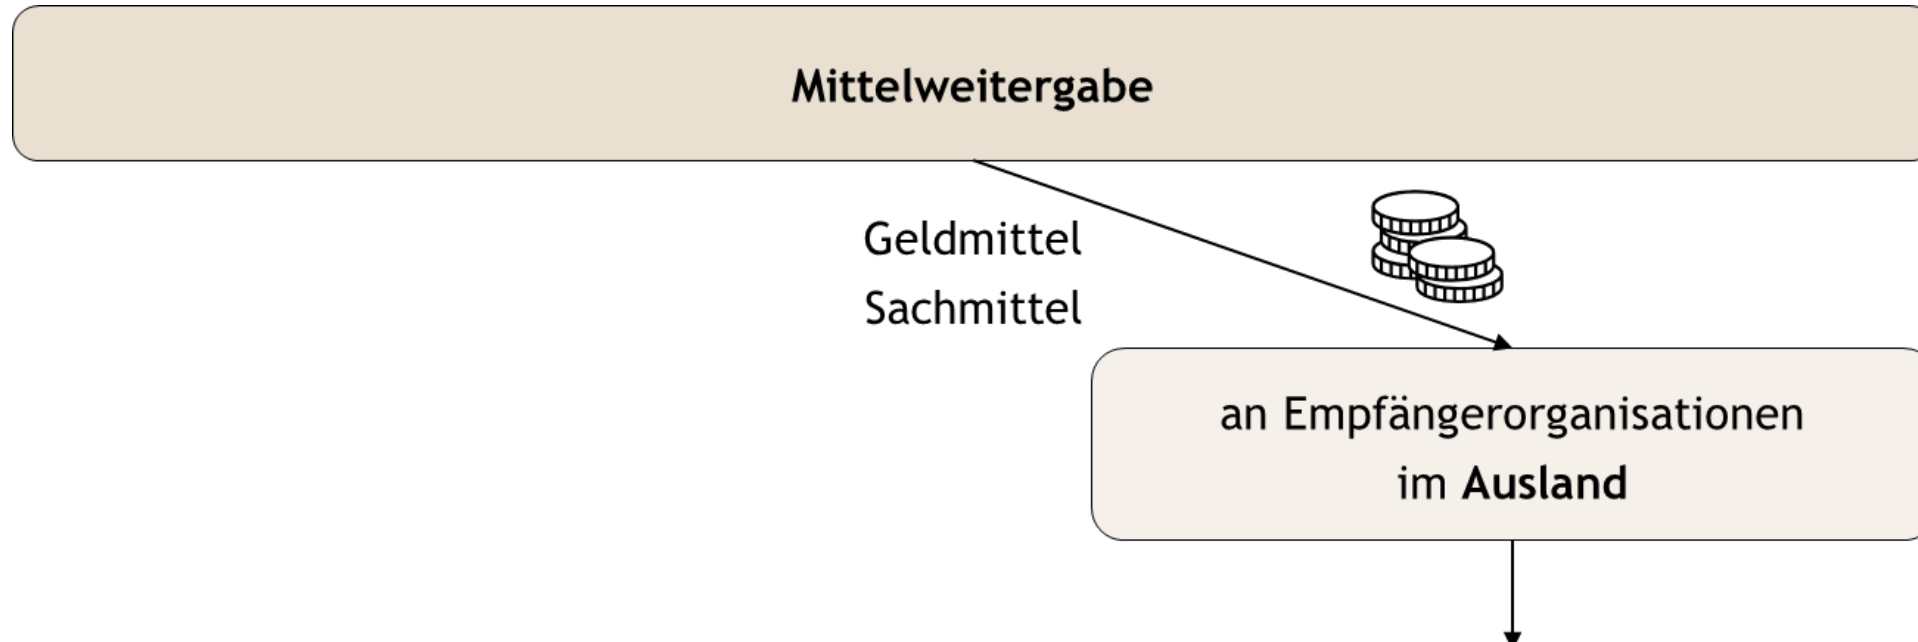 Mittelweitergabe
Geldmittel
Sachmittel
an Empfängerorganisationen
im Ausland